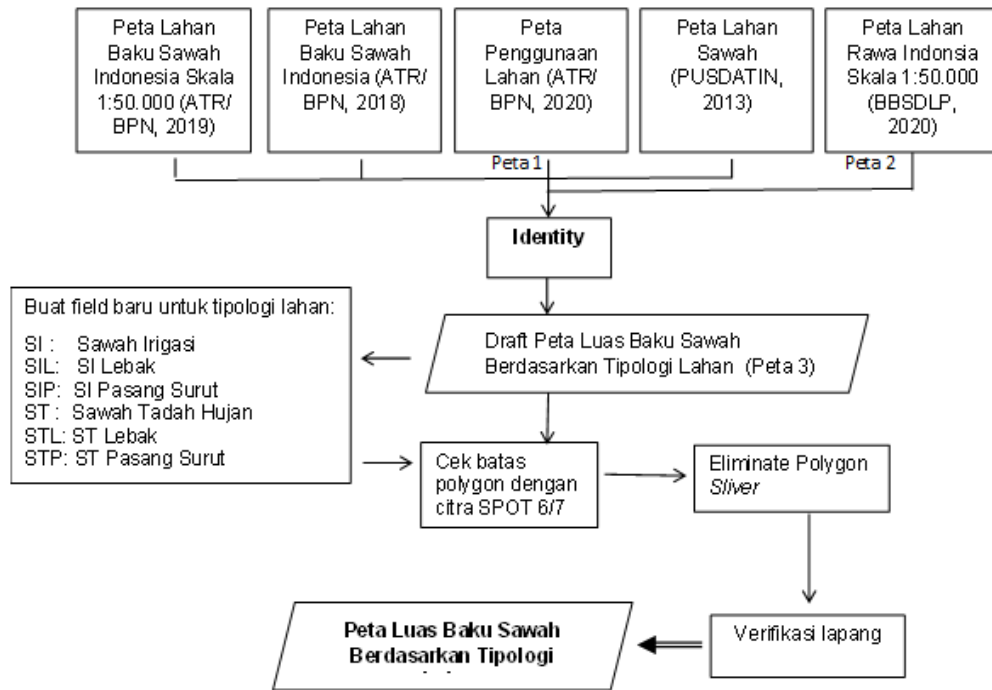 Peta Lahan
Baku Sawah
Indonesia Skala
1:50.000 (ATR/
BPN, 2019)
Peta Lahan
Baku Sawah
Indonesia (ATR/
BPN, 2018)
Peta
Penggunaan
Lahan (ATR/
BPN, 2020)
Peta Lahan
Sawah
(PUSDATIN,
2013)
Peta Lahan
Rawa Indonsia
Skala 1:50.000
(BBSDLP,
2020)
Peta 1
Peta 2
Identity
Buat field baru untuk tipologi lahan:
SI : Sawah Irigasi
SIL: SI Lebak
SIP: SI Pasang Surut
ST : Sawah Tadah Hujan
STL: ST Lebak
STP: ST Pasang Surut
Draft Peta Luas Baku Sawah
Berdasarkan Tipologi Lahan (Peta 3)
Cek batas
polygon dengan
citra SPOT 6/7
Eliminate Polygon
Sliver
Verifikasi lapang
Peta Luas Baku Sawah
Berdasarkan Tipologi